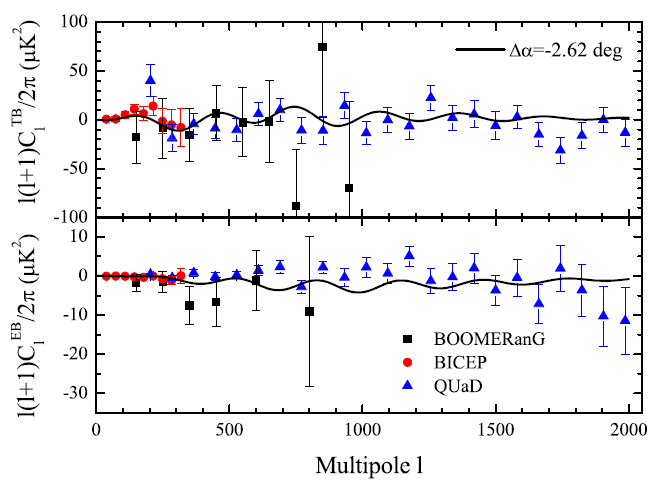 100
50
0
-50
-100
l(l+1)C_l^TB/2π (μK²)
Δα=-2.62 deg
10
0
-10
-20
-30
l(l+1)C_l^EB/2π (μK²)
BOOMERanG
BICEP
QUaD
0 500 1000 1500 2000
Multipole l